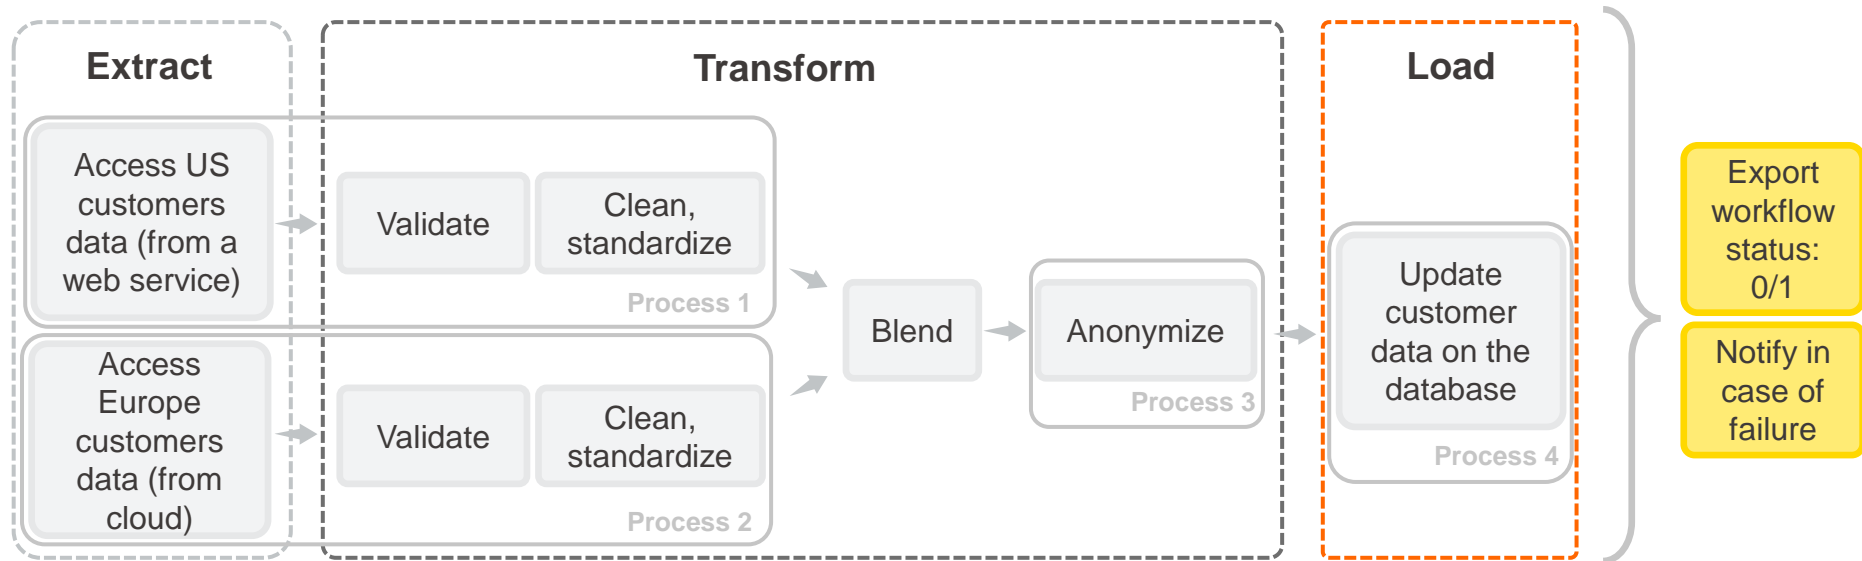 Extract
Transform
Load
Access US
customers
data (from a
web service)
Validate
Clean,
standardize
Process 1
Access
Europe
customers
data (from
cloud)
Validate
Clean,
standardize
Process 2
Blend
Anonymize
Process 3
Update
customer
data on the
database
Process 4
Export
workflow
status:
0/1
Notify in
case of
failure